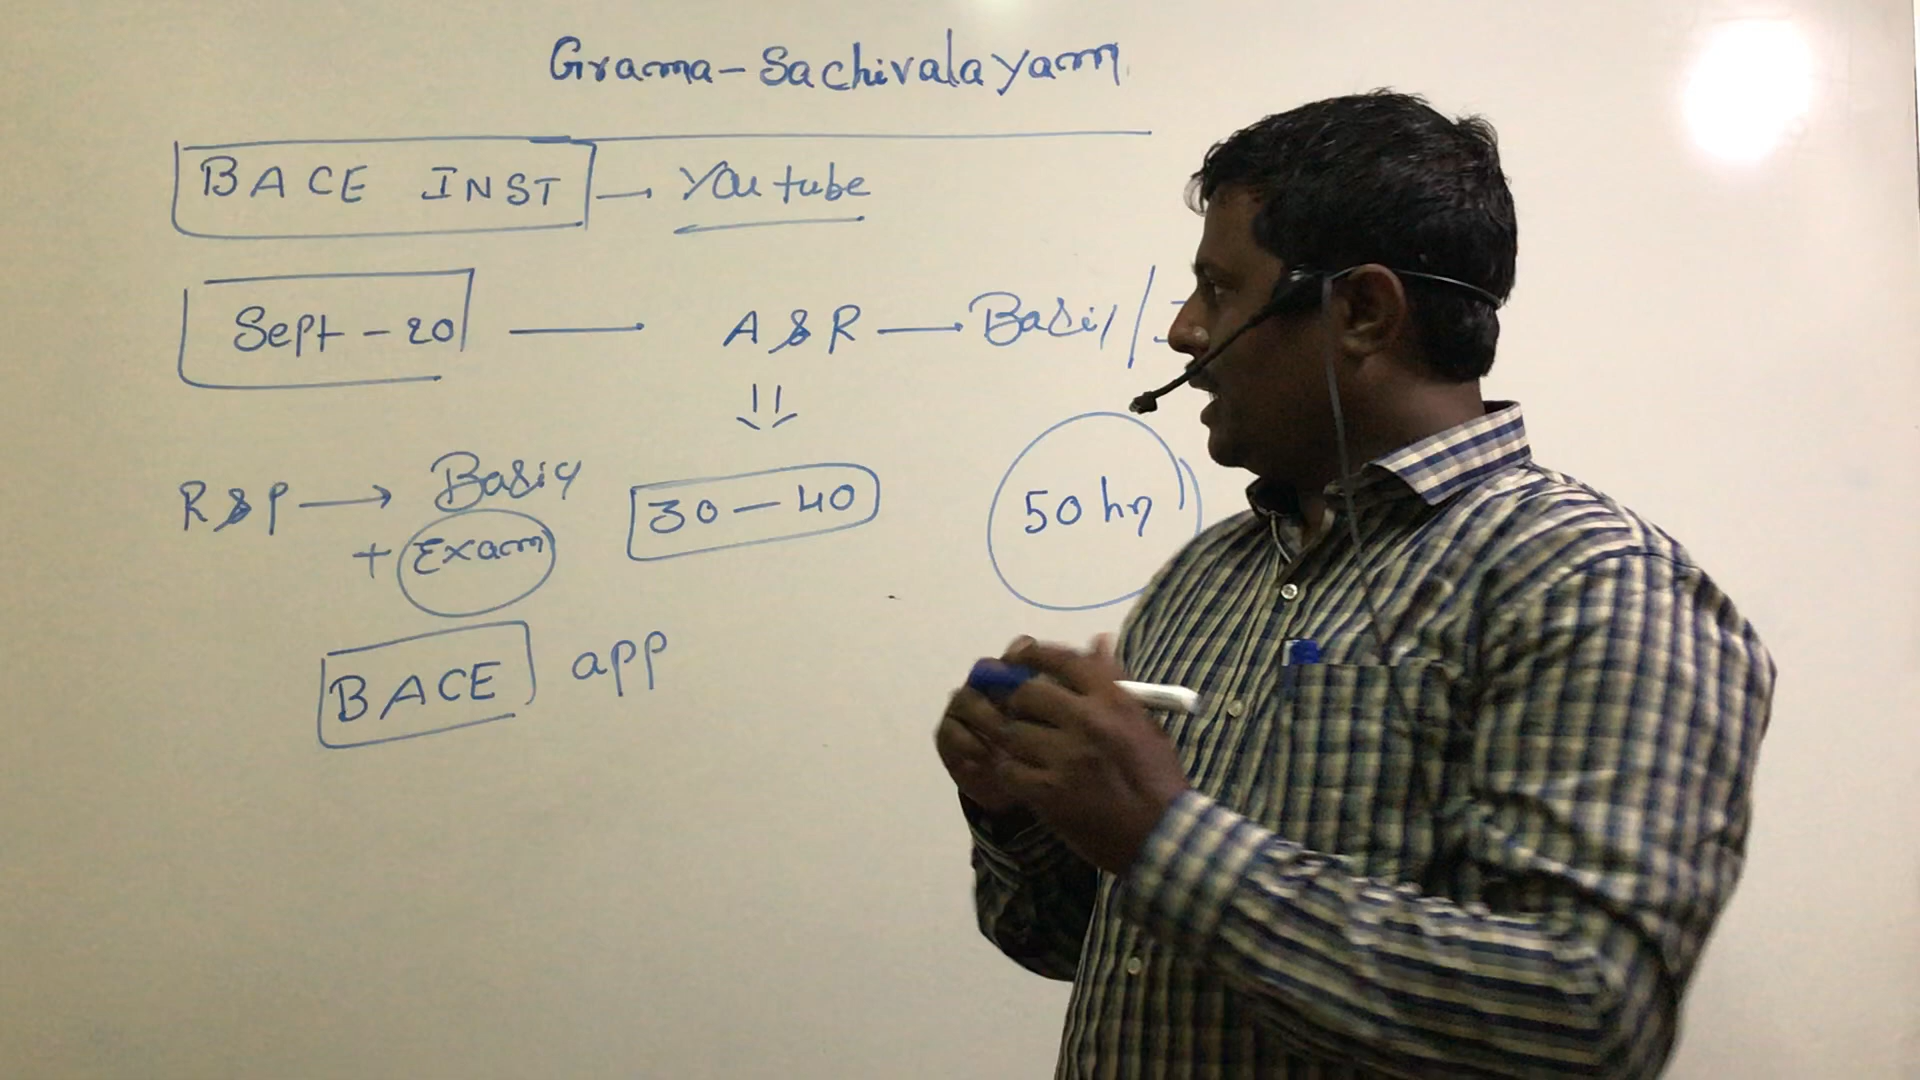 Grama - Sachivalayam
BACE INST → Youtube
Sept - 20 — A & R → Basic /
R & P → Basic 30 - 40 50 hr
+ Exam
BACE app